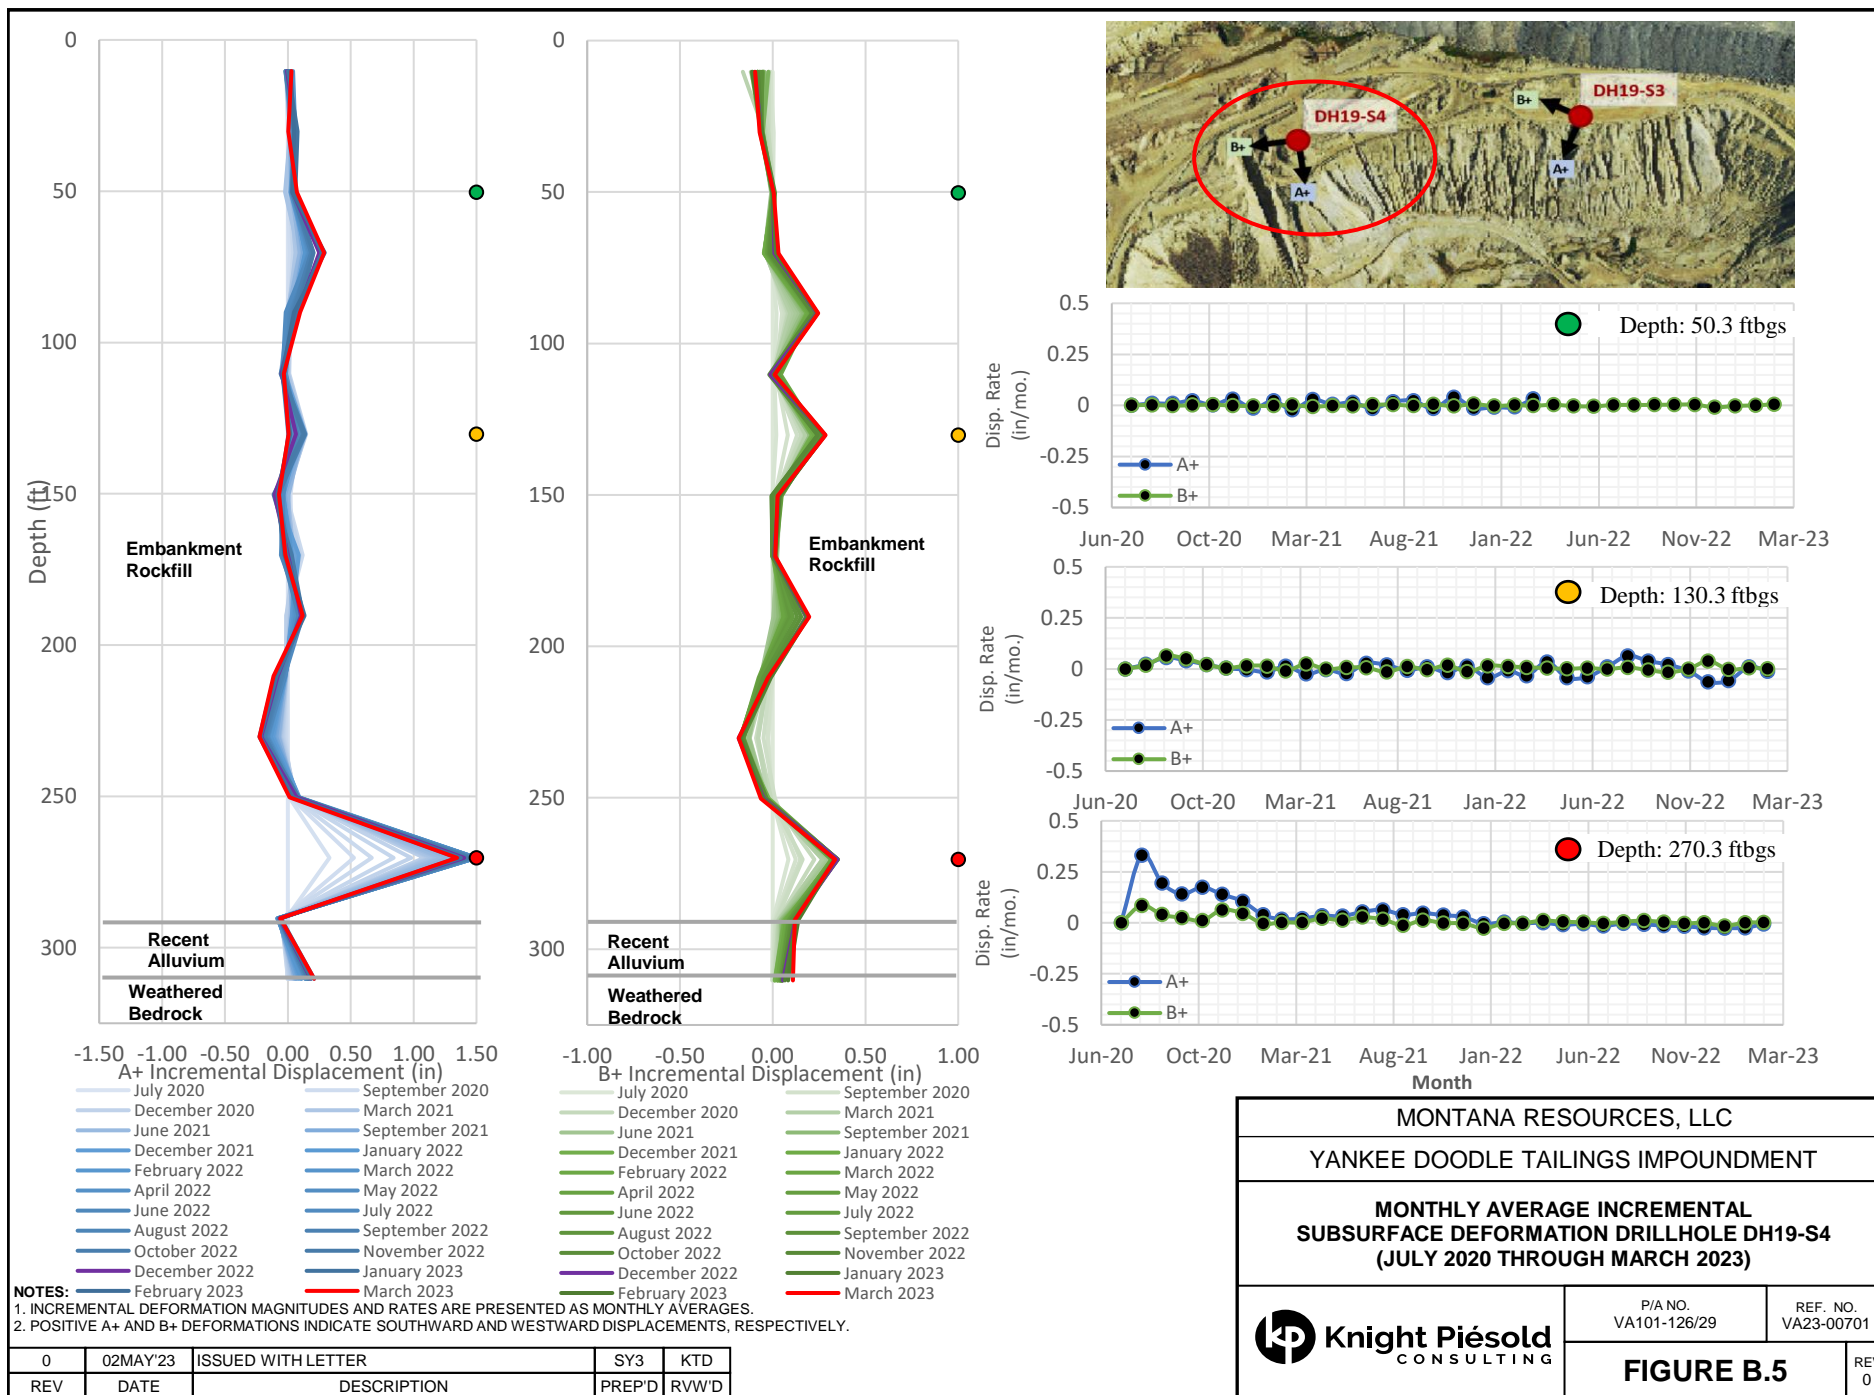 0
50
100
150
200
250
300
Depth (ft)
Embankment
Rockfill
Recent
Alluvium
Weathered
Bedrock
-1.50 -1.00 -0.50 0.00 0.50 1.00 1.50
A+ Incremental Displacement (in)
July 2020 September 2020
December 2020 March 2021
June 2021 September 2021
December 2021 January 2022
February 2022 March 2022
April 2022 May 2022
June 2022 July 2022
August 2022 September 2022
October 2022 November 2022
December 2022 January 2023
February 2023 March 2023
0
50
100
150
200
250
300
Embankment
Rockfill
Recent
Alluvium
Weathered
Bedrock
-1.00 -0.50 0.00 0.50 1.00
B+ Incremental Displacement (in)
July 2020 September 2020
December 2020 March 2021
June 2021 September 2021
December 2021 January 2022
February 2022 March 2022
April 2022 May 2022
June 2022 July 2022
August 2022 September 2022
October 2022 November 2022
December 2022 January 2023
February 2023 March 2023
DH19-S4
B+
A+
DH19-S3
B+
A+
Depth: 50.3 ftbgs
0.5
0.25
0
-0.25
-0.5
Disp. Rate
(in/mo.)
A+
B+
Jun-20 Oct-20 Mar-21 Aug-21 Jan-22 Jun-22 Nov-22 Mar-23
Depth: 130.3 ftbgs
0.5
0.25
0
-0.25
-0.5
Disp. Rate
(in/mo.)
A+
B+
Jun-20 Oct-20 Mar-21 Aug-21 Jan-22 Jun-22 Nov-22 Mar-23
Depth: 270.3 ftbgs
0.5
0.25
0
-0.25
-0.5
Disp. Rate
(in/mo.)
A+
B+
Jun-20 Oct-20 Mar-21 Aug-21 Jan-22 Jun-22 Nov-22 Mar-23
Month
NOTES:
1. INCREMENTAL DEFORMATION MAGNITUDES AND RATES ARE PRESENTED AS MONTHLY AVERAGES.
2. POSITIVE A+ AND B+ DEFORMATIONS INDICATE SOUTHWARD AND WESTWARD DISPLACEMENTS, RESPECTIVELY.
0 02MAY'23 ISSUED WITH LETTER SY3 KTD
REV DATE DESCRIPTION PREP'D RVW'D
MONTANA RESOURCES, LLC
YANKEE DOODLE TAILINGS IMPOUNDMENT
MONTHLY AVERAGE INCREMENTAL
SUBSURFACE DEFORMATION DRILLHOLE DH19-S4
(JULY 2020 THROUGH MARCH 2023)
kp Knight Piésold
CONSULTING
P/A NO.
VA101-126/29
REF. NO.
VA23-00701
FIGURE B.5
REV
0